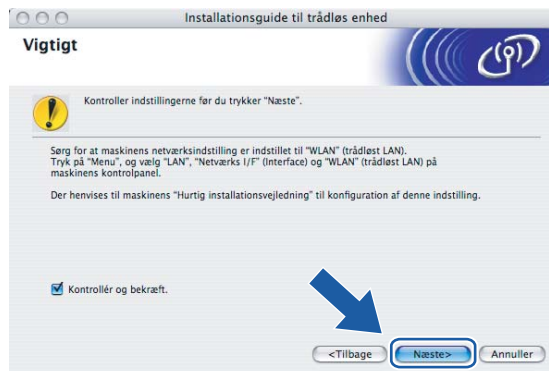 Installationsguide til trådløs enhed
Vigtigt
Kontroller indstillingerne før du trykker “Næste”.
Sørg for at maskinens netværksindstilling er indstillet til “WLAN” (trådløst LAN).
Tryk på “Menu”, og vælg “LAN”, “Netværks I/F” (Interface) og “WLAN” (trådløst LAN) på
maskinens kontrolpanel.
Der henvises til maskinens “Hurtig installationsvejledning” til konfiguration af denne indstilling.
Kontrollér og bekræft.
<Tilbage
Næste>
Annuller